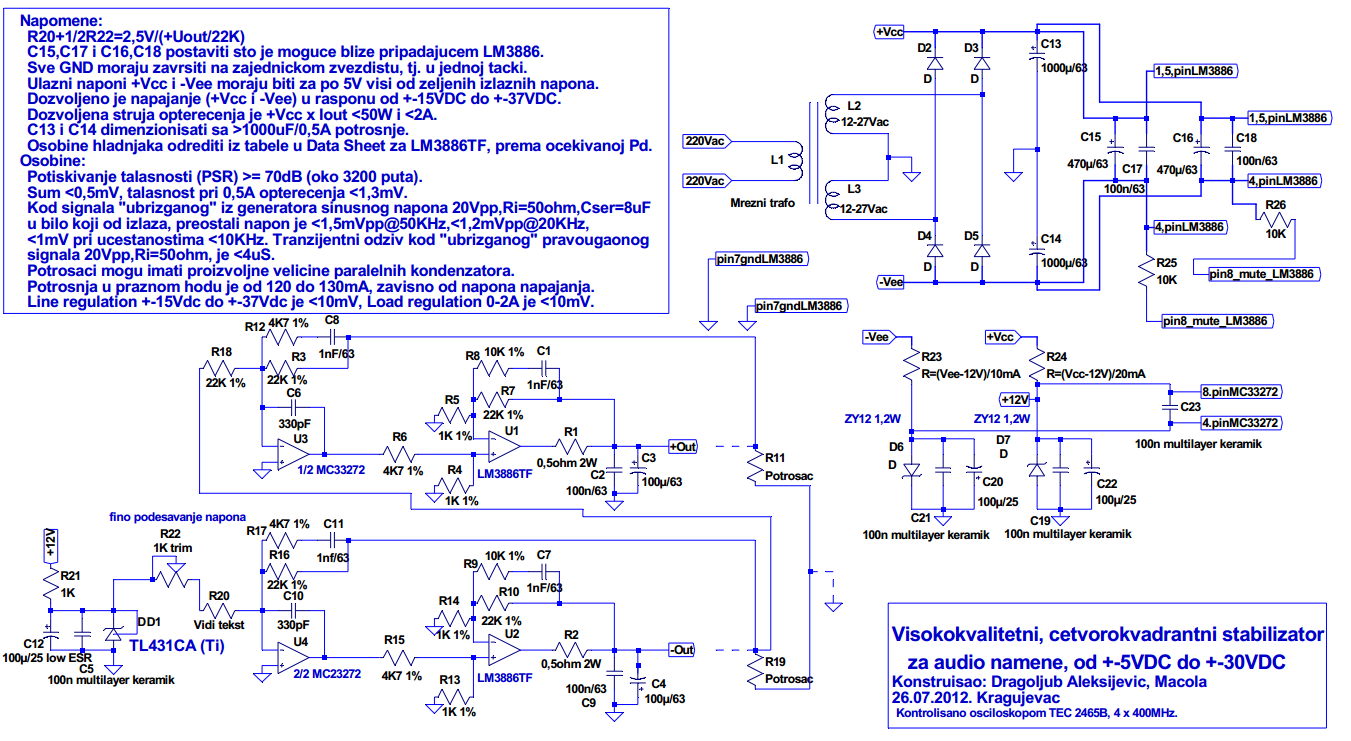 Napomene:
R20+1/2R22=2,5V/(+Uout/22K)
C15,C17 i C16,C18 postaviti sto je moguce blize pripadajucem LM3886.
Sve GND moraju zavrsiti na zajednickom zvezdistu, tj. u jednoj tacki.
Ulazni naponi +Vcc i -Vee moraju biti za po 5V visi od zeljenih izlaznih napona.
Dozvoljeno je napajanje (+Vcc i -Vee) u rasponu od +-15VDC do +-37VDC.
Dozvoljena struja opterecenja je +Vcc x Iout <50W i <2A.
C13 i C14 dimenzionisati sa >1000uF/0,5A potrosnje.
Osobine hladnjaka odrediti iz tabele u Data Sheet za LM3886TF, prema ocekivanoj Pd.
Osobine:
Potiskivanje talasnosti (PSR) >= 70dB (oko 3200 puta).
Sum <0,5mV, talasnost pri 0,5A opterecenja <1,3mV.
Kod signala "ubrizganog" iz generatora sinusnog napona 20Vpp,Ri=50ohm,Cser=8uF
u bilo koji od izlaza, preostali napon je <1,5mVpp@50KHz,<1,2mVpp@20KHz,
<1mV pri ucestanostima <10KHz. Tranzijentni odziv kod "ubrizganog" pravougaonog
signala 20Vpp,Ri=50ohm, je <4uS.
Potrosaci mogu imati proizvoljne velicine paralelnih kondenzatora.
Potrosnja u praznom hodu je od 120 do 130mA, zavisno od napona napajanja.
Line regulation +-15Vdc do +-37Vdc je <10mV, Load regulation 0-2A je <10mV.
220Vac
220Vac
L1
Mrezni trafo
L2
12-27Vac
L3
12-27Vac
+Vcc
-Vee
D2
D
D3
D
D4
D
D5
D
C13
1000µ/63
C14
1000µ/63
C15
470µ/63
C17
100n/63
C16
470µ/63
C18
100n/63
1,5,pinLM3886
1,5,pinLM3886
4,pinLM3886
4,pinLM3886
R26
10K
R25
10K
pin8_mute_LM3886
pin8_mute_LM3886
pin7gndLM3886
pin7gndLM3886
R12
4K7 1%
C8
1nF/63
R18
22K 1%
R3
22K 1%
C6
330pF
U3
1/2 MC33272
R6
4K7 1%
R8
10K 1%
C1
1nF/63
R7
22K 1%
R5
1K 1%
R4
1K 1%
U1
LM3886TF
R1
0,5ohm 2W
C2
100n/63
C3
100µ/63
+Out
R11
Potrosac
-Vee
R23
R=(Vee-12V)/10mA
+Vcc
R24
R=(Vcc-12V)/20mA
+12V
ZY12 1,2W
ZY12 1,2W
D6
D
C20
100µ/25
C21
100n multilayer keramik
D7
D
C22
100µ/25
C19
100n multilayer keramik
8.pinMC33272
C23
4.pinMC33272
100n multilayer keramik
fino podesavanje napona
+12V
R21
1K
R22
1K trim
R20
Vidi tekst
DD1
TL431CA (Ti)
C12
100µ/25 low ESR
C5
100n multilayer keramik
R17
4K7 1%
C11
1nf/63
R16
22K 1%
C10
330pF
U4
2/2 MC23272
R15
4K7 1%
R9
10K 1%
C7
1nF/63
R10
22K 1%
R14
1K 1%
R13
1K 1%
U2
LM3886TF
R2
0,5ohm 2W
100n/63
C9
C4
100µ/63
-Out
R19
Potrosac
Visokokvalitetni, cetvorokvadrantni stabilizator
za audio namene, od +-5VDC do +-30VDC
Konstruisao: Dragoljub Aleksijevic, Macola
26.07.2012. Kragujevac
Kontrolisano osciloskopom TEC 2465B, 4 x 400MHz.